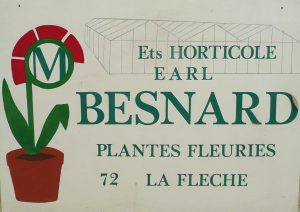 M
Ets HORTICOLE
EARL
BESNARD
PLANTES FLEURIES
72 LA FLECHE